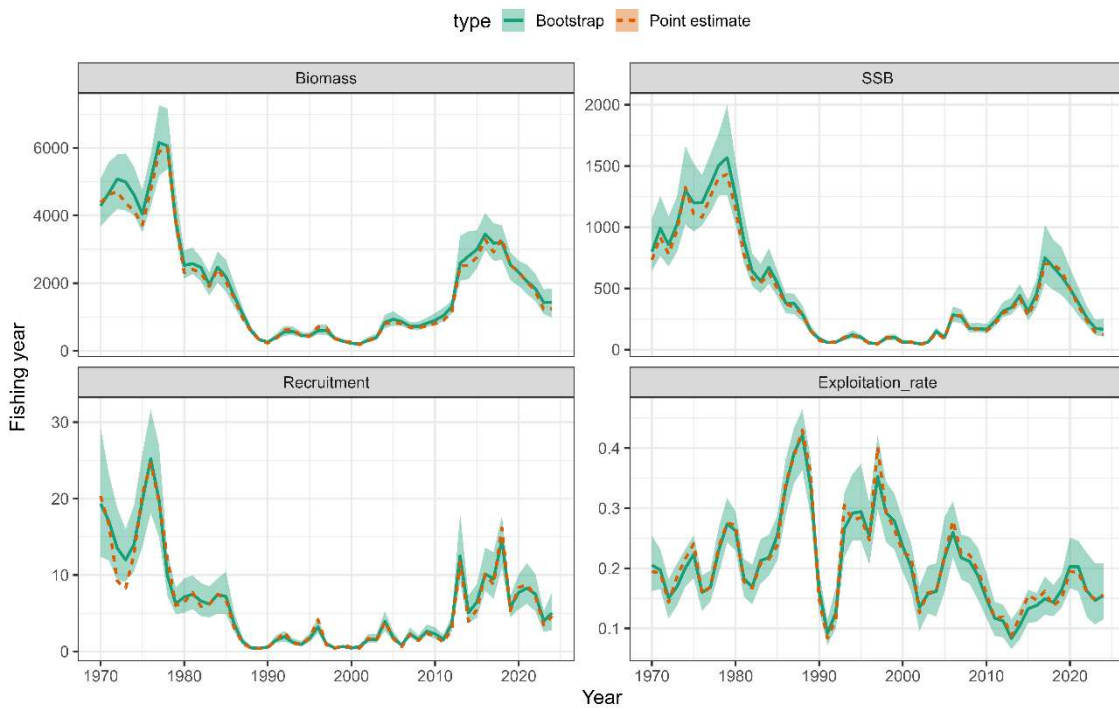 type Bootstrap Point estimate
Biomass
SSB
6000
4000
2000
0
2000
1500
1000
500
0
Fishing year
Recruitment
Exploitation_rate
30
20
10
0
0.4
0.3
0.2
0.1
1970 1980 1990 2000 2010 2020
1970 1980 1990 2000 2010 2020
Year